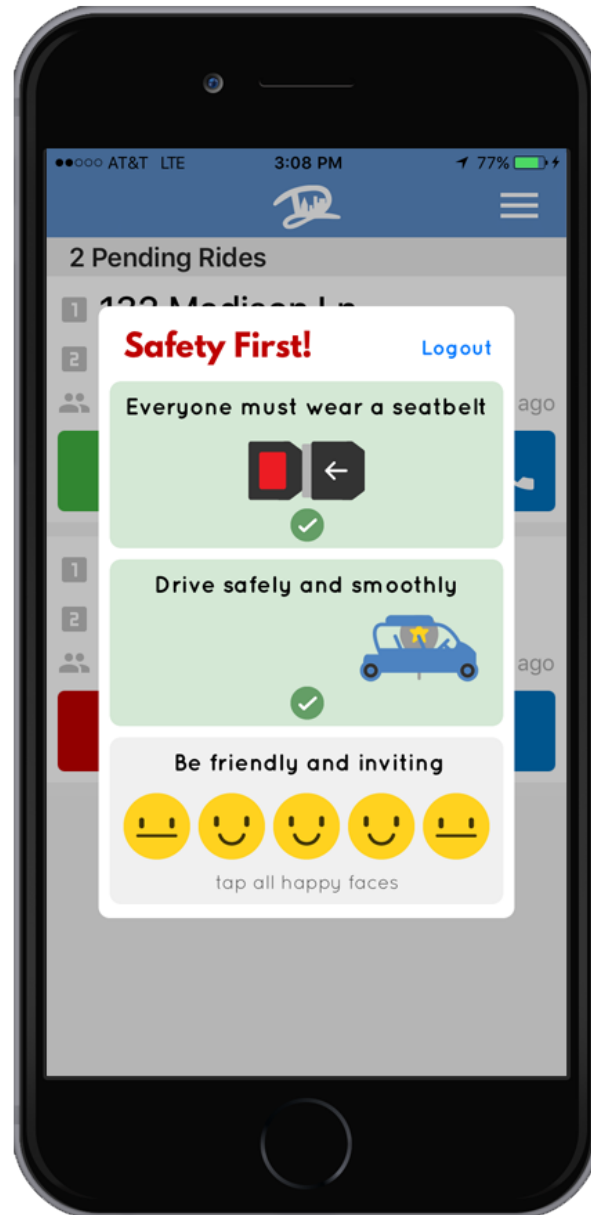 AT&T LTE 3:08 PM 77%
2 Pending Rides
1
Safety First! Logout
2
Everyone must wear a seatbelt ago
1
Drive safely and smoothly
2
ago
Be friendly and inviting
tap all happy faces